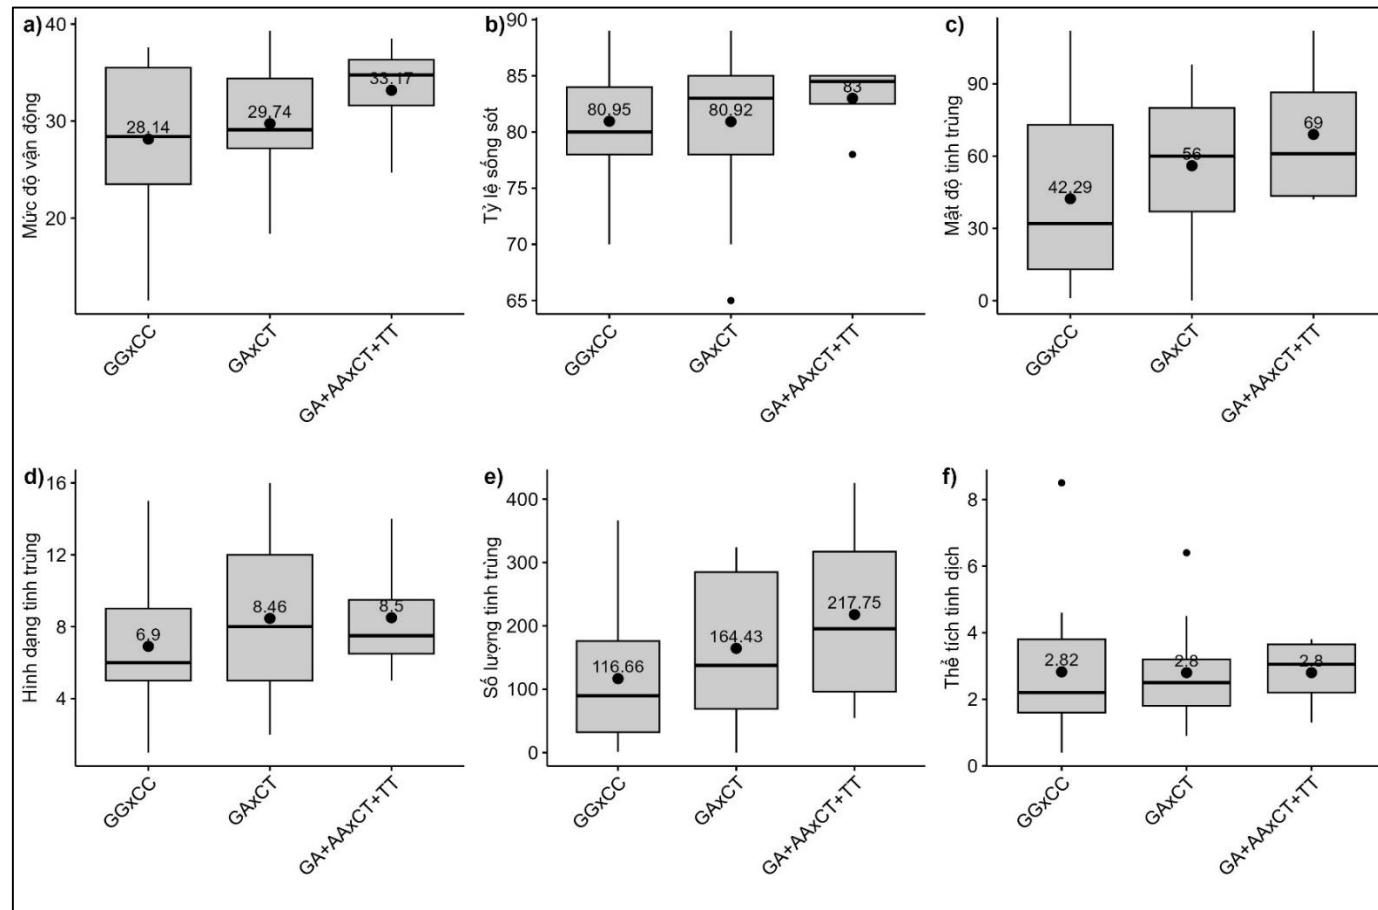 a)
Mức độ vận động
40
30
20
28.14
29.74
33.17
GGxCC
GAxCT
GA+AAxCT+TT
b)
Tỷ lệ sống sót
90
85
80
75
70
65
80.95
80.92
83
GGxCC
GAxCT
GA+AAxCT+TT
c)
Mật độ tinh trùng
90
60
30
0
42.29
56
69
GGxCC
GAxCT
GA+AAxCT+TT
d)
Hình dạng tinh trùng
16
12
8
4
6.9
8.46
8.5
GGxCC
GAxCT
GA+AAxCT+TT
e)
Số lượng tinh trùng
400
300
200
100
0
116.66
164.43
217.75
GGxCC
GAxCT
GA+AAxCT+TT
f)
Thể tích tinh dịch
8
6
4
2
0
2.82
2.8
2.8
GGxCC
GAxCT
GA+AAxCT+TT